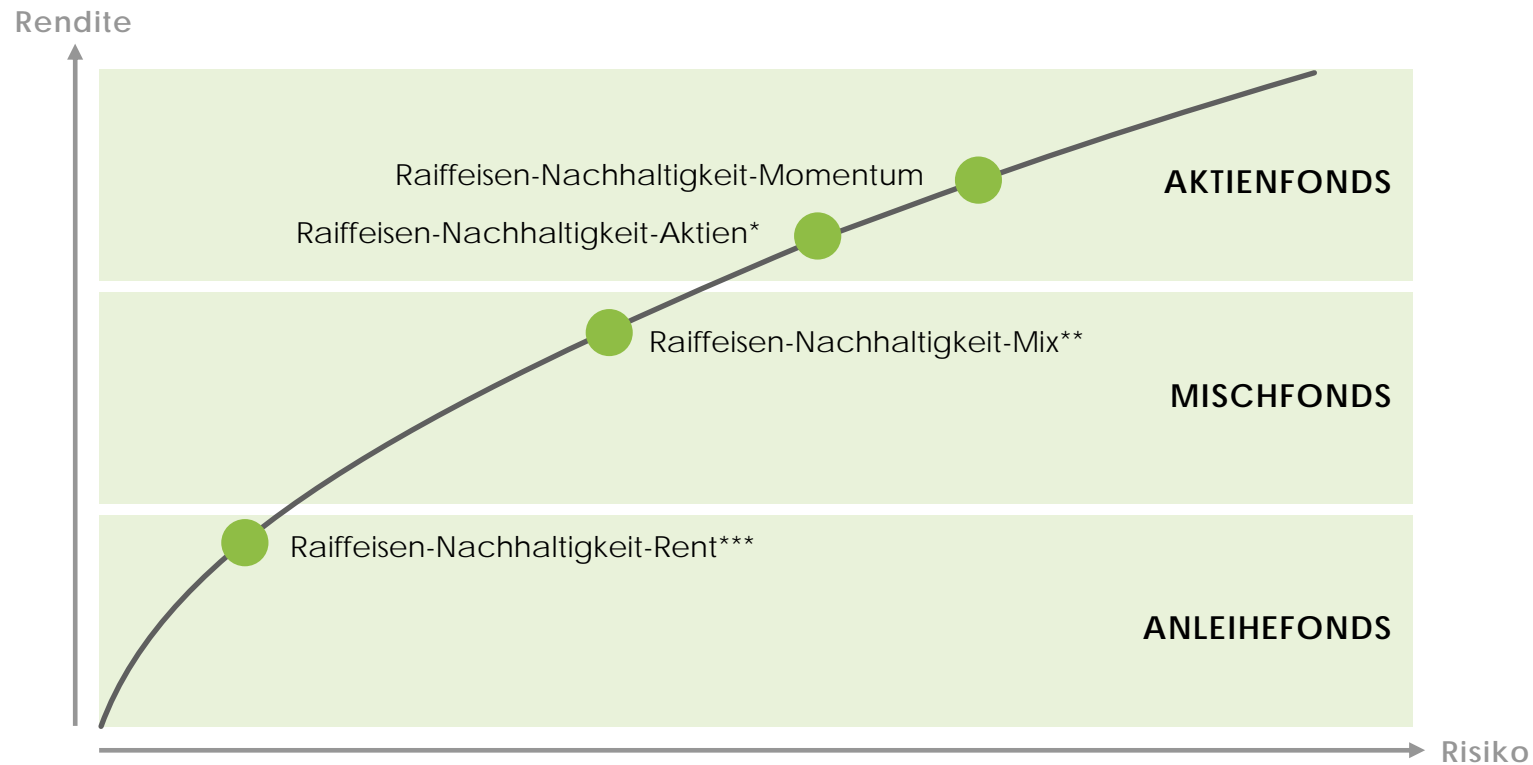 Rendite
Raiffeisen-Nachhaltigkeit-Momentum
AKTIENFONDS
Raiffeisen-Nachhaltigkeit-Aktien*
Raiffeisen-Nachhaltigkeit-Mix**
MISCHFONDS
Raiffeisen-Nachhaltigkeit-Rent***
ANLEIHEFONDS
Risiko